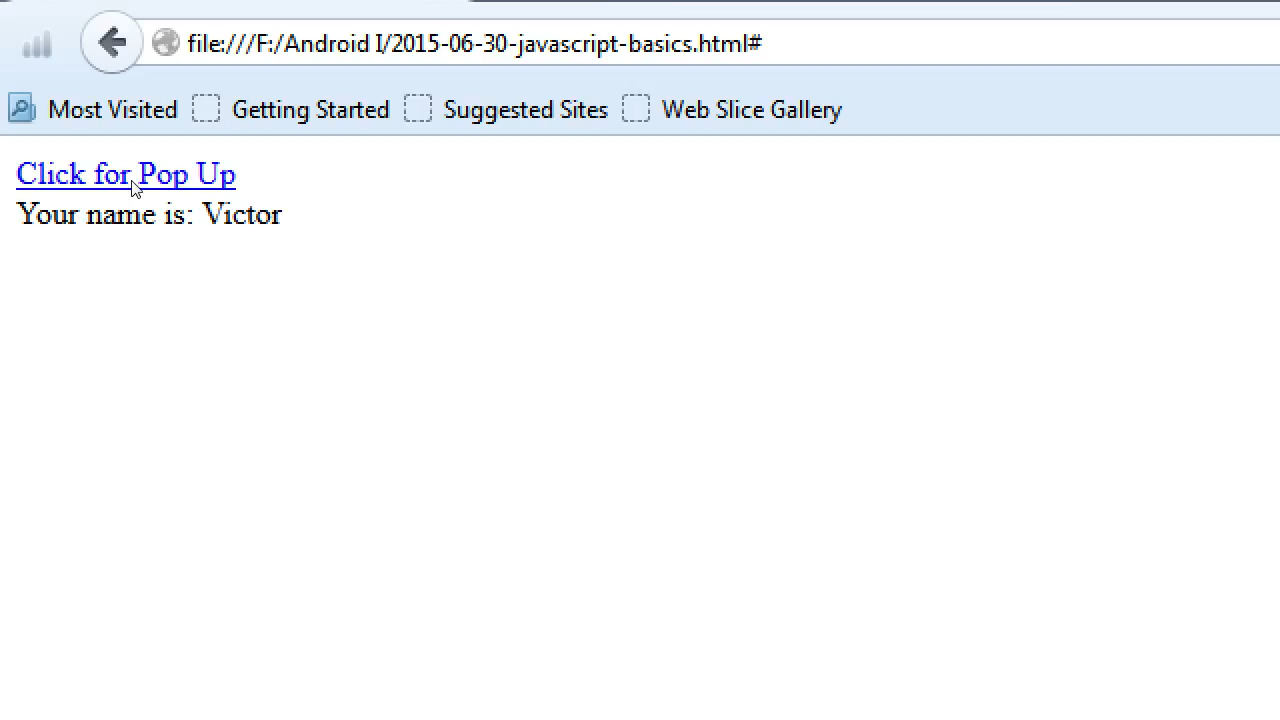 file:///F:/Android I/2015-06-30-javascript-basics.html#
Most Visited Getting Started Suggested Sites Web Slice Gallery
Click for Pop Up
Your name is: Victor